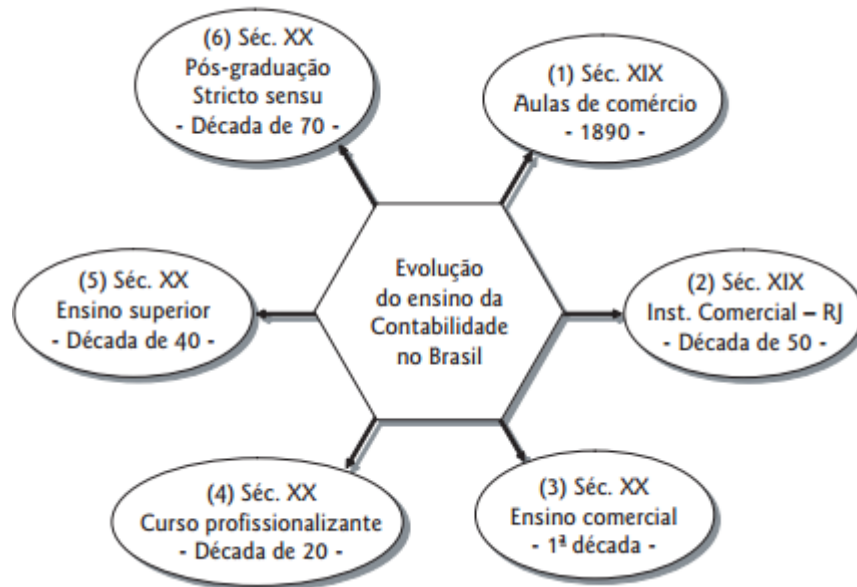 (6) Séc. XX
Pós-graduação
Stricto sensu
- Década de 70 -
(1) Séc. XIX
Aulas de comércio
- 1890 -
Evolução
do ensino da
Contabilidade
no Brasil
(2) Séc. XIX
Inst. Comercial – RJ
- Década de 50 -
(5) Séc. XX
Ensino superior
- Década de 40 -
(4) Séc. XX
Curso profissionalizante
- Década de 20 -
(3) Séc. XX
Ensino comercial
- 1ª década -